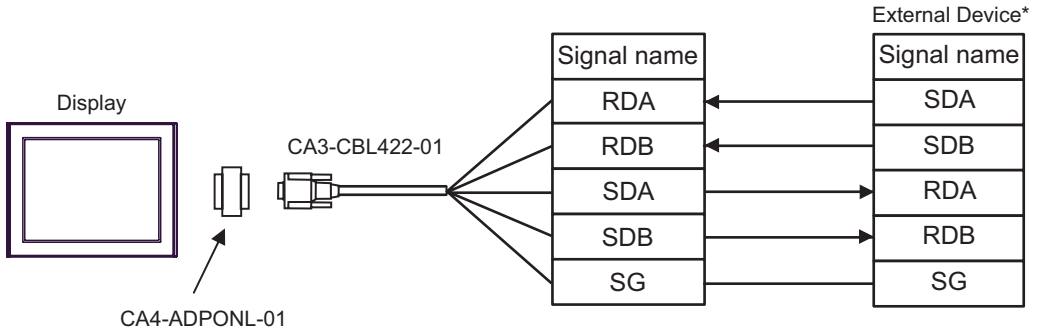 External Device*
Signal name
Signal name
Display
RDA
SDA
CA3-CBL422-01
RDB
SDB
SDA
RDA
SDB
RDB
SG
SG
CA4-ADPONL-01